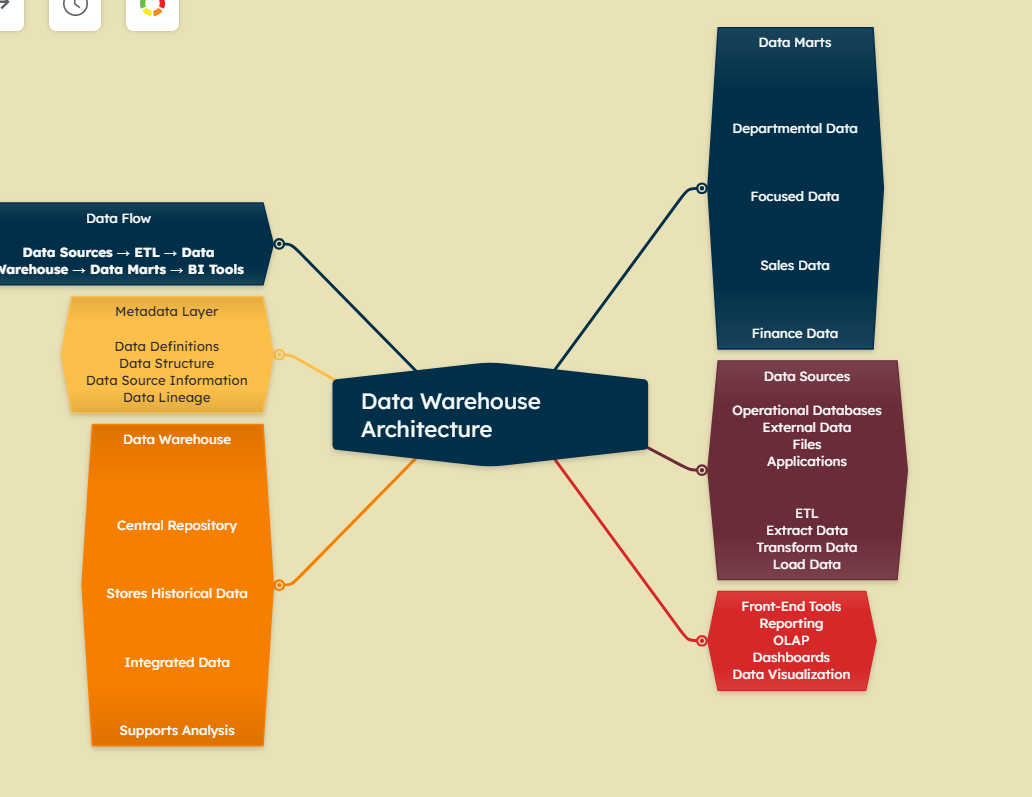 Data Warehouse
Architecture
Data Marts
Departmental Data
Focused Data
Sales Data
Finance Data
Data Sources
Operational Databases
External Data
Files
Applications
ETL
Extract Data
Transform Data
Load Data
Front-End Tools
Reporting
OLAP
Dashboards
Data Visualization
Data Flow
Data Sources → ETL → Data
Warehouse → Data Marts → BI Tools
Metadata Layer
Data Definitions
Data Structure
Data Source Information
Data Lineage
Data Warehouse
Central Repository
Stores Historical Data
Integrated Data
Supports Analysis